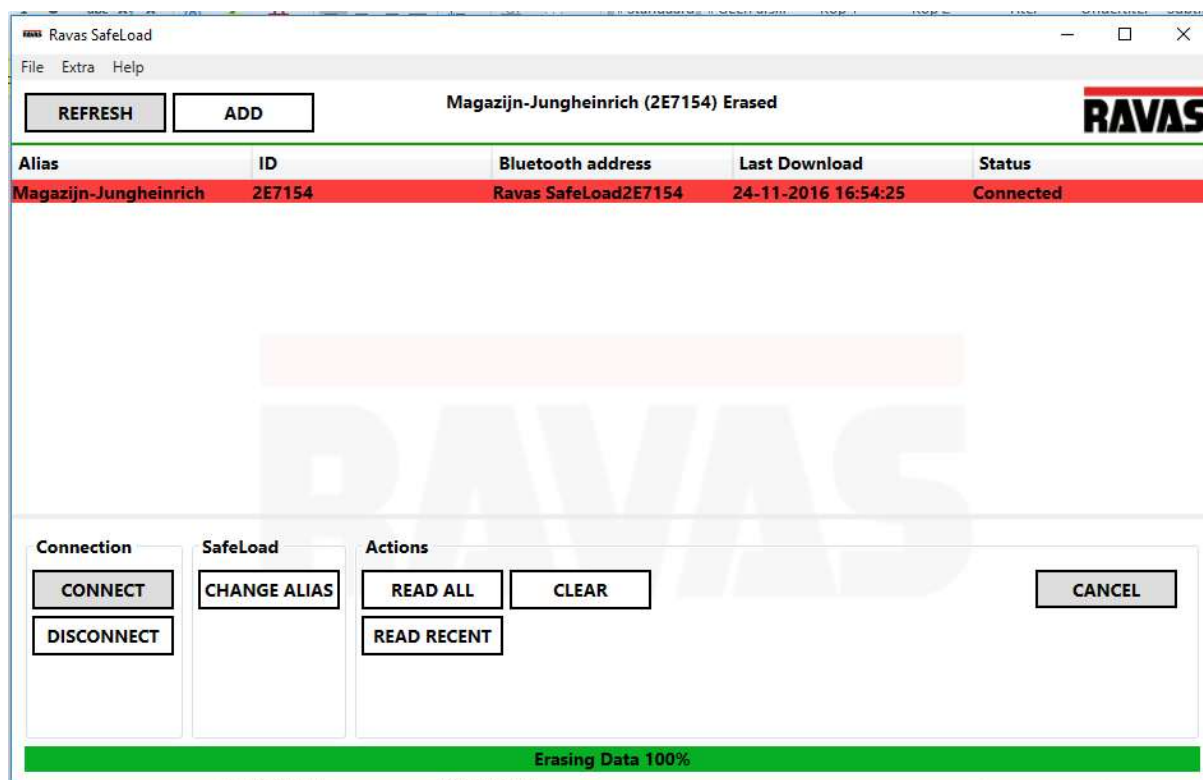 Ravas SafeLoad
File Extra Help
REFRESH ADD Magazijn-Jungheinrich (2E7154) Erased RAVAS
Alias ID Bluetooth address Last Download Status
Magazijn-Jungheinrich 2E7154 Ravas SafeLoad2E7154 24-11-2016 16:54:25 Connected
RAVAS
Connection SafeLoad Actions
CONNECT CHANGE ALIAS READ ALL CLEAR CANCEL
DISCONNECT READ RECENT
Erasing Data 100%